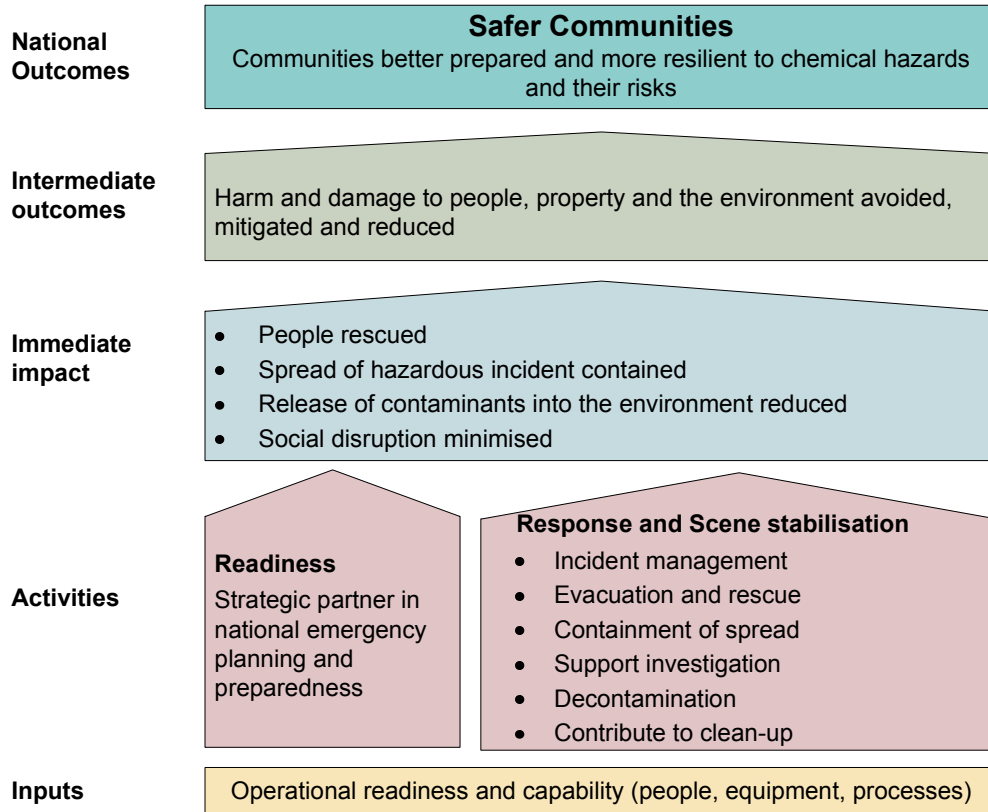 National
Outcomes
Safer Communities
Communities better prepared and more resilient to chemical hazards
and their risks
Intermediate
outcomes
Harm and damage to people, property and the environment avoided,
mitigated and reduced
Immediate
impact
• People rescued
• Spread of hazardous incident contained
• Release of contaminants into the environment reduced
• Social disruption minimised
Activities
Readiness
Strategic partner in
national emergency
planning and
preparedness
Response and Scene stabilisation
• Incident management
• Evacuation and rescue
• Containment of spread
• Support investigation
• Decontamination
• Contribute to clean-up
Inputs
Operational readiness and capability (people, equipment, processes)